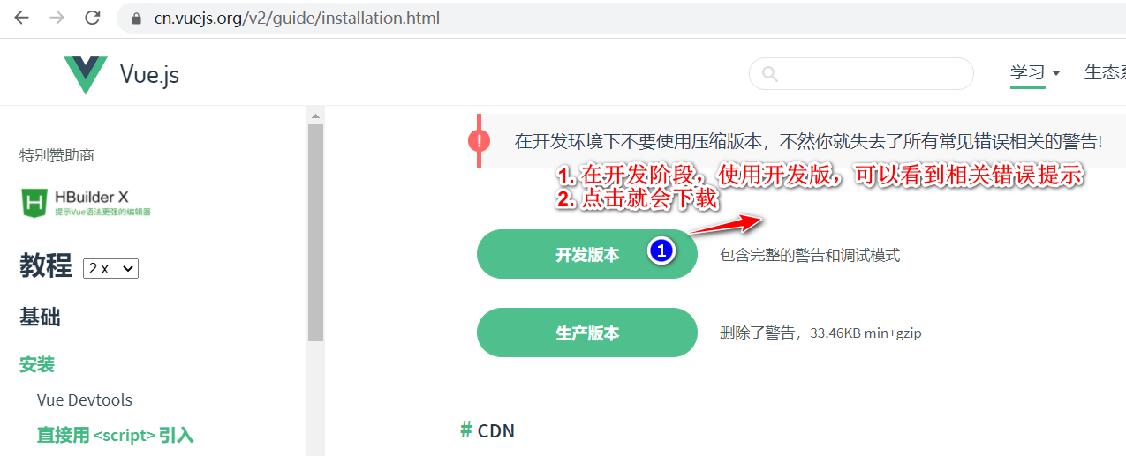 cn.vuejs.org/v2/guide/installation.html
Vue.js
学习
生态系
特别赞助商
HBuilder X
提示Vue语法更强的编辑器
教程 2.x
基础
安装
Vue Devtools
直接用 <script> 引入
!
在开发环境下不要使用压缩版本，不然你就失去了所有常见错误相关的警告!
1. 在开发阶段，使用开发版，可以看到相关错误提示
2. 点击就会下载
开发版本 1
包含完整的警告和调试模式
生产版本
删除了警告，33.46KB min+gzip
# CDN